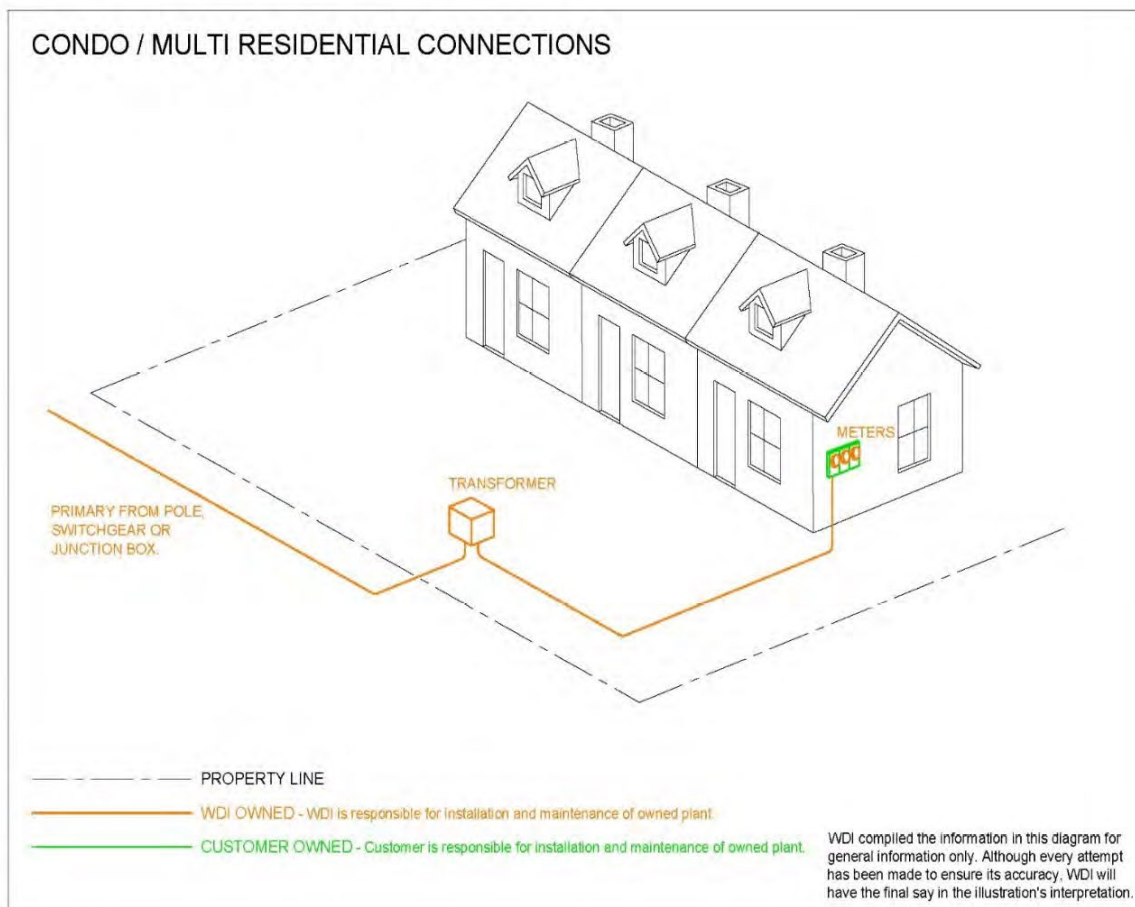 CONDO / MULTI RESIDENTIAL CONNECTIONS
METERS
TRANSFORMER
PRIMARY FROM POLE,
SWITCHGEAR OR
JUNCTION BOX.
PROPERTY LINE
WDI OWNED - WDI is responsible for installation and maintenance of owned plant.
CUSTOMER OWNED - Customer is responsible for installation and maintenance of owned plant.
WDI compiled the information in this diagram for
general information only. Although every attempt
has been made to ensure its accuracy, WDI will
have the final say in the illustration's interpretation.